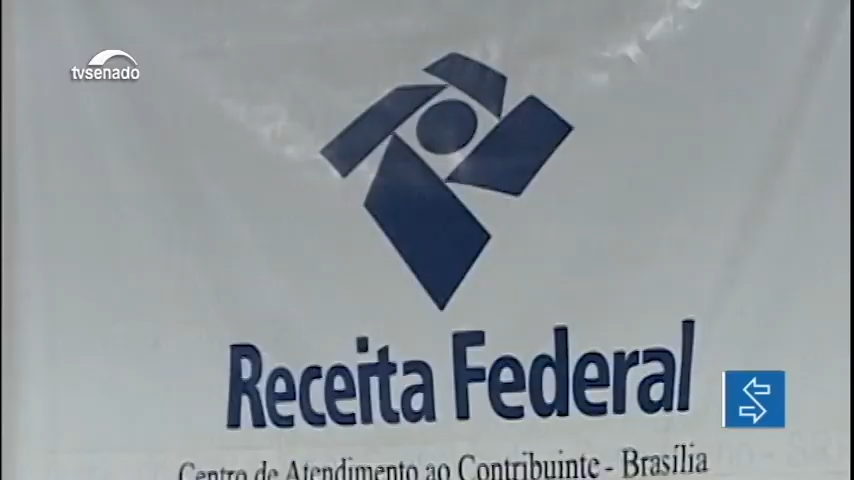 tvsenado
Receita Federal
Centro de Atendimento ao Contribuinte - Brasília